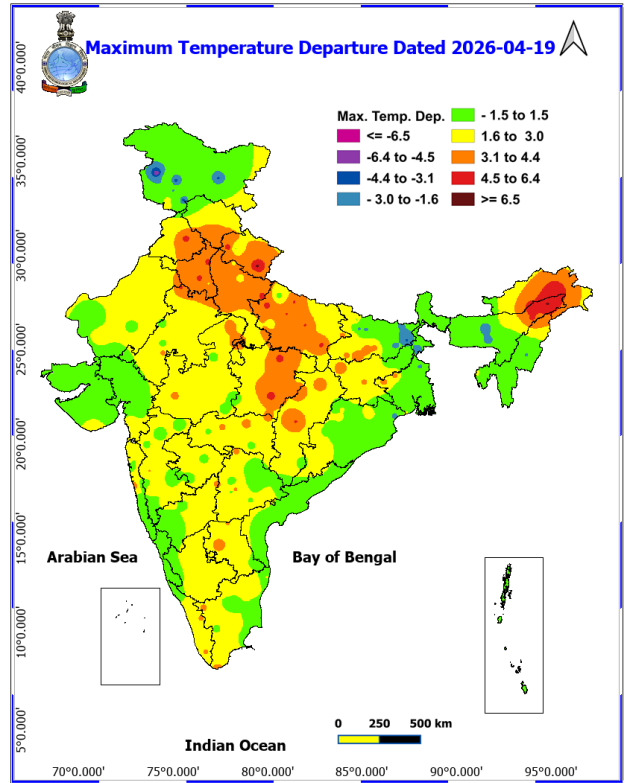 Maximum Temperature Departure Dated 2026-04-19
Max. Temp. Dep.
<= -6.5
-6.4 to -4.5
-4.4 to -3.1
- 3.0 to -1.6
- 1.5 to 1.5
1.6 to 3.0
3.1 to 4.4
4.5 to 6.4
>= 6.5
40°0.000'
35°0.000'
30°0.000'
25°0.000'
20°0.000'
15°0.000'
10°0.000'
5°0.000'
Arabian Sea
Bay of Bengal
Indian Ocean
0 250 500 km
70°0.000' 75°0.000' 80°0.000' 85°0.000' 90°0.000' 95°0.000'